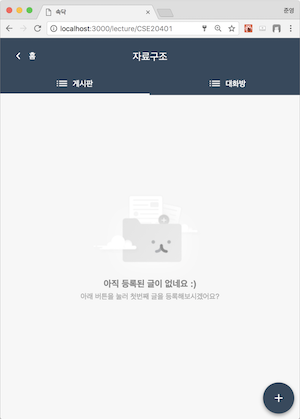 속닥
준영
localhost:3000/lecture/CSE20401
홈
자료구조
게시판
대화방
아직 등록된 글이 없네요 :)
아래 버튼을 눌러 첫번째 글을 등록해보시겠어요?
+